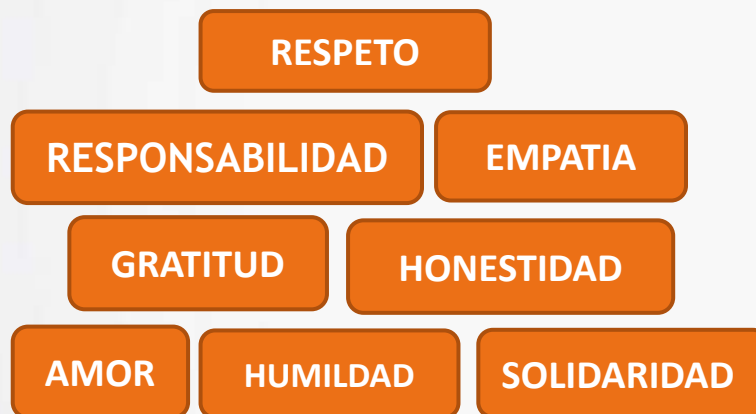 RESPETO
RESPONSABILIDAD
EMPATIA
GRATITUD
HONESTIDAD
AMOR
HUMILDAD
SOLIDARIDAD